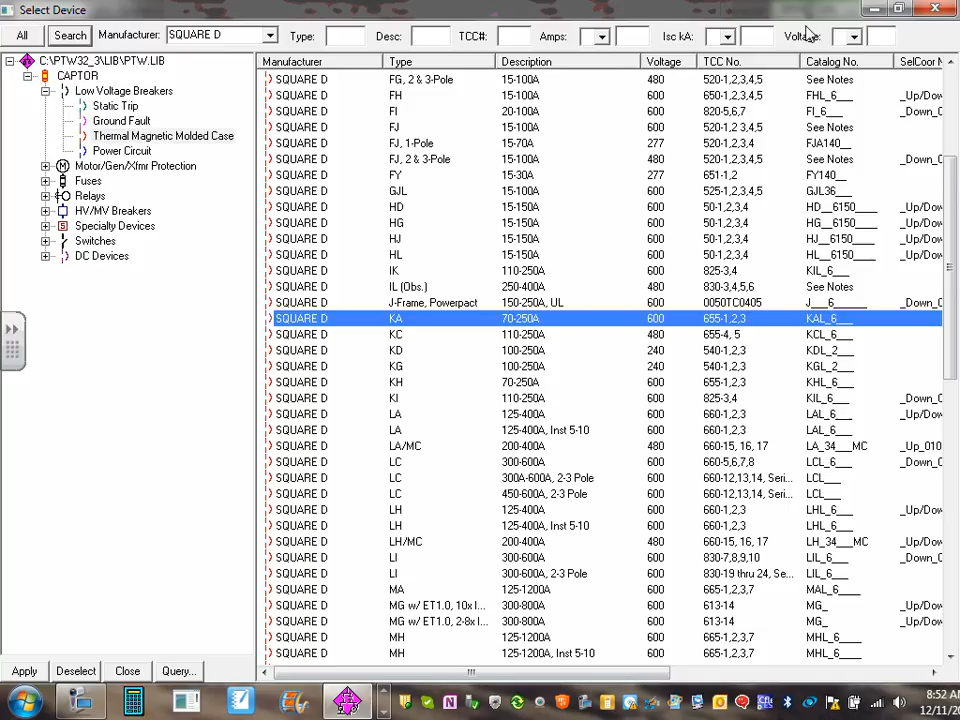 Select Device
All Search Manufacturer: SQUARE D Type: Desc: TCC#: Amps: Isc kA: Voltage:
C:\PTW32_3\LIB\PTW.LIB
CAPTOR
Low Voltage Breakers
Static Trip
Ground Fault
Thermal Magnetic Molded Case
Power Circuit
Motor/Gen/Xfmr Protection
Fuses
Relays
HV/MV Breakers
Specialty Devices
Switches
DC Devices
Manufacturer Type Description Voltage TCC No. Catalog No. SelCoor N
SQUARE D FG, 2 & 3-Pole 15-100A 480 520-1,2,3,4,5 See Notes
SQUARE D FH 15-100A 600 650-1,2,3,4,5 FHL_6___ _Up/Dow
SQUARE D FI 20-100A 600 820-5,6,7 FI_6___ _Down_0
SQUARE D FJ 15-100A 600 520-1,2 3,4,5 See Notes
SQUARE D FJ, 1-Pole 15-70A 277 520-1,2,3,4,5 FJA140__
SQUARE D FJ, 2 & 3-Pole 15-100A 480 520-1,2,3,4,5 See Notes _Down_0
SQUARE D FY 15-30A 277 651-1,2 FY140__
SQUARE D GJL 15-100A 600 525-1,2,3,4,5 GJL36___
SQUARE D HD 15-150A 600 50-1,2,3,4 HD__6150____ _Up/Dow
SQUARE D HG 15-150A 600 50-1,2,3,4 HG__6150____ _Up/Dow
SQUARE D HJ 15-150A 600 50-1,2,3,4 HJ__6150____ _Up/Dow
SQUARE D HL 15-150A 600 50-1,2,3,4 HL__6150____ _Up/Dow
SQUARE D IK 110-250A 600 825-3,4 KIL_6___
SQUARE D IL (Obs.) 250-400A 600 830-3,4,5,6 See Notes
SQUARE D J-Frame, Powerpact 150-250A, UL 600 0050TC0405 J___6_____ _Down_0
SQUARE D KA 70-250A 600 655-1,2,3 KAL_6___
SQUARE D KC 110-250A 480 655-4, 5 KCL_6___
SQUARE D KD 100-250A 240 540-1,2,3 KDL_2___
SQUARE D KG 100-250A 240 540-1,2,3 KGL_2___
SQUARE D KH 70-250A 600 655-1,2,3 KHL_6___
SQUARE D KI 110-250A 600 825-3,4 KIL_6___ _Down_0
SQUARE D LA 125-400A 600 660-1,2,3 LAL_6___ _Up/Dow
SQUARE D LA 125-400A, Inst 5-10 600 660-1,2,3 LAL_6___
SQUARE D LA/MC 200-400A 480 660-15, 16, 17 LA_34___MC _Up_010
SQUARE D LC 300-600A 600 660-5,6,7,8 LCL_6___ _Down_0
SQUARE D LC 300A-600A, 2-3 Pole 600 660-12,13,14, Seri... LCL___
SQUARE D LC 450-600A, 2-3 Pole 600 660-12,13,14, Seri... LCL___
SQUARE D LH 125-400A 600 660-1,2,3 LHL_6___ _Up/Dow
SQUARE D LH 125-400A, Inst 5-10 600 660-1,2,3 LHL_6___
SQUARE D LH/MC 200-400A 480 660-15, 16, 17 LH_34___MC _Up/Dow
SQUARE D LI 300-600A 600 830-7,8,9,10 LIL_6___ _Down_0
SQUARE D LI 300-600A, 2-3 Pole 600 830-19 thru 24, Se... LIL_6___
SQUARE D MA 125-1200A 600 665-1,2,3,7 MAL_6___
SQUARE D MG w/ ET1.0, 10x I... 300-800A 600 613-14 MG_ _Up/Dow
SQUARE D MG w/ ET1.0, 2-8x I... 300-800A 600 613-14 MG_ _Up/Dow
SQUARE D MH 125-1200A 600 665-1,2,3,7 MHL_6___ _Up/Dow
SQUARE D MH 125-1200A, Inst 5-10 600 665-1,2,3,7 MHL_6___ _Up/Dow
Apply Deselect Close Query...
8:52 AM
12/11/20